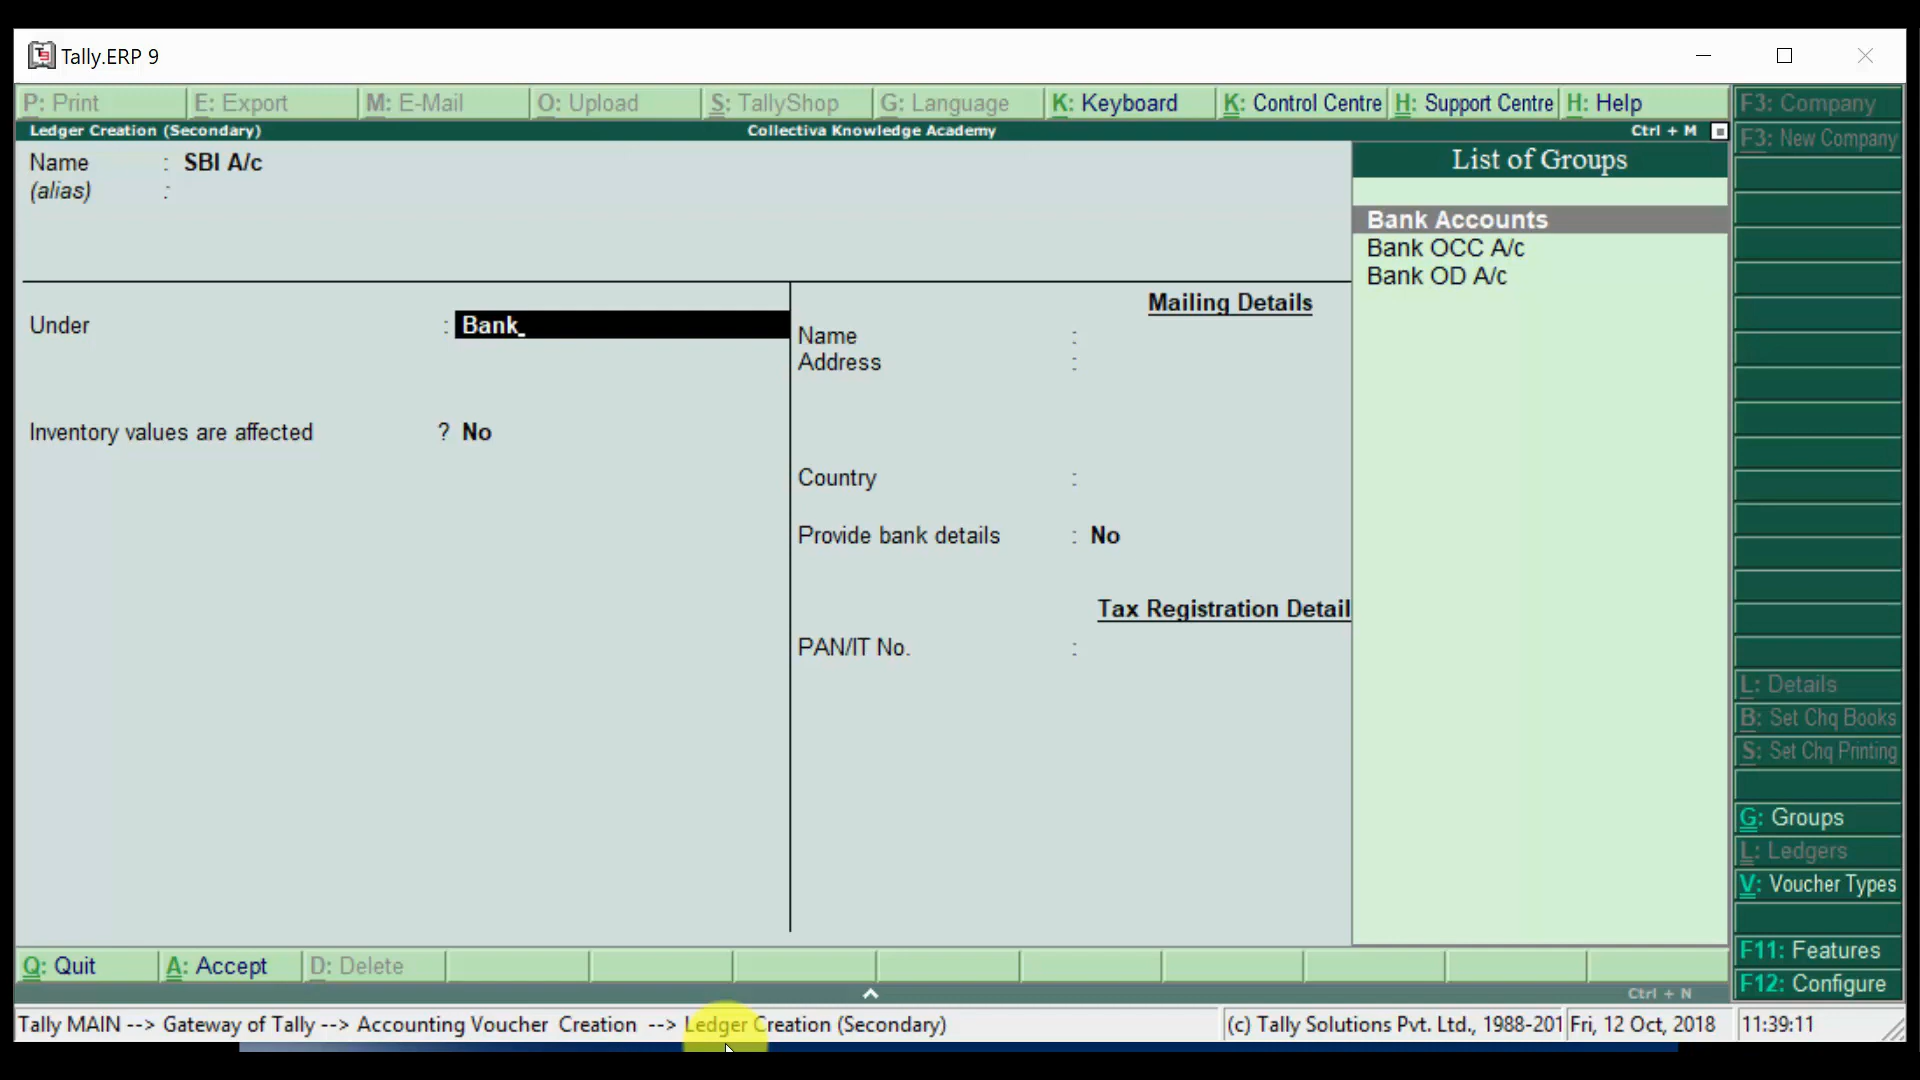 Tally.ERP 9
P: Print E: Export M: E-Mail O: Upload S: TallyShop G: Language K: Keyboard K: Control Centre H: Support Centre H: Help
F3: Company
Ledger Creation (Secondary) Collectiva Knowledge Academy Ctrl + M
F3: New Company
Name : SBI A/c
(alias) :
List of Groups
Bank Accounts
Bank OCC A/c
Bank OD A/c
Under : Bank_
Inventory values are affected ? No
Mailing Details
Name :
Address :
Country :
Provide bank details : No
Tax Registration Detail
PAN/IT No. :
L: Details
B: Set Chq Books
S: Set Chq Printing
G: Groups
L: Ledgers
V: Voucher Types
F11: Features
F12: Configure
Q: Quit A: Accept D: Delete
Ctrl + N
Tally MAIN --> Gateway of Tally --> Accounting Voucher Creation --> Ledger Creation (Secondary) (c) Tally Solutions Pvt. Ltd., 1988-201 Fri, 12 Oct, 2018 11:39:11